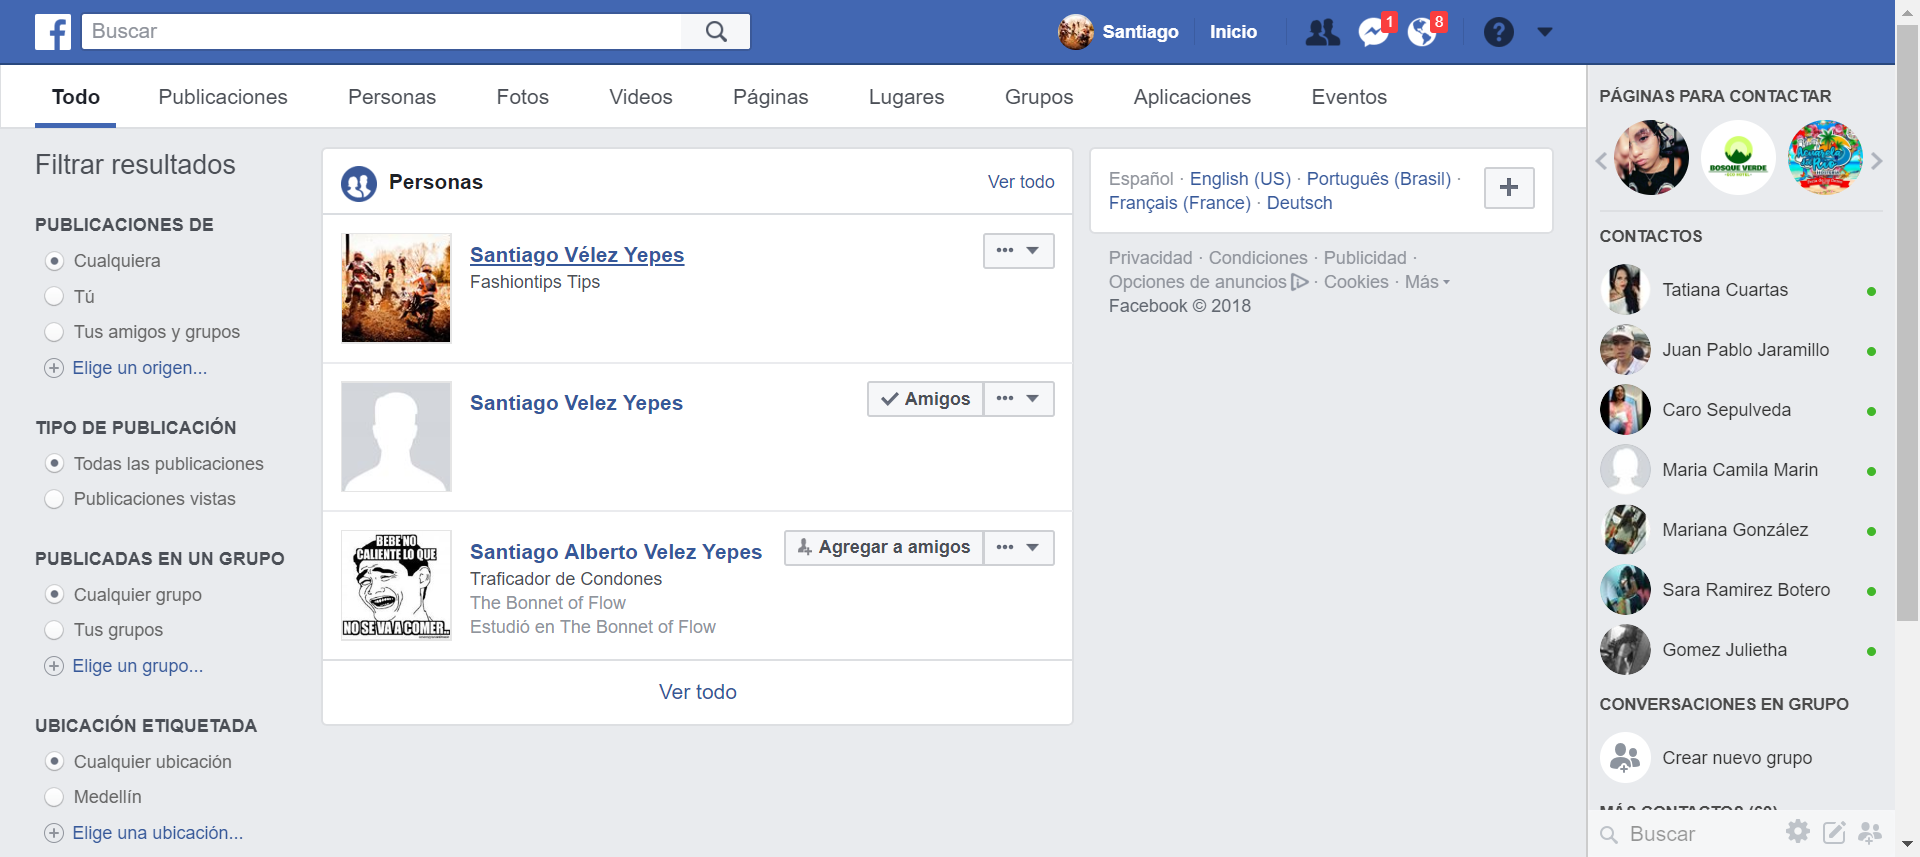 f
Buscar
Santiago
Inicio
1
8
?
Todo
Publicaciones
Personas
Fotos
Videos
Páginas
Lugares
Grupos
Aplicaciones
Eventos
Filtrar resultados
PUBLICACIONES DE
Cualquiera
Tú
Tus amigos y grupos
Elige un origen...
TIPO DE PUBLICACIÓN
Todas las publicaciones
Publicaciones vistas
PUBLICADAS EN UN GRUPO
Cualquier grupo
Tus grupos
Elige un grupo...
UBICACIÓN ETIQUETADA
Cualquier ubicación
Medellín
Elige una ubicación...
Personas
Ver todo
Santiago Vélez Yepes
Fashiontips Tips
Santiago Velez Yepes
Amigos
BEBE NO
CALIENTE LO QUE
NO SE VA A COMER..
Santiago Alberto Velez Yepes
Agregar a amigos
Traficador de Condones
The Bonnet of Flow
Estudió en The Bonnet of Flow
Ver todo
Español · English (US) · Português (Brasil) ·
Français (France) · Deutsch
Privacidad · Condiciones · Publicidad ·
Opciones de anuncios · Cookies · Más
Facebook © 2018
PÁGINAS PARA CONTACTAR
BOSQUE VERDE
CONTACTOS
Tatiana Cuartas
Juan Pablo Jaramillo
Caro Sepulveda
Maria Camila Marin
Mariana González
Sara Ramirez Botero
Gomez Julietha
CONVERSACIONES EN GRUPO
Crear nuevo grupo
MÁS CONTACTOS (60)
Buscar